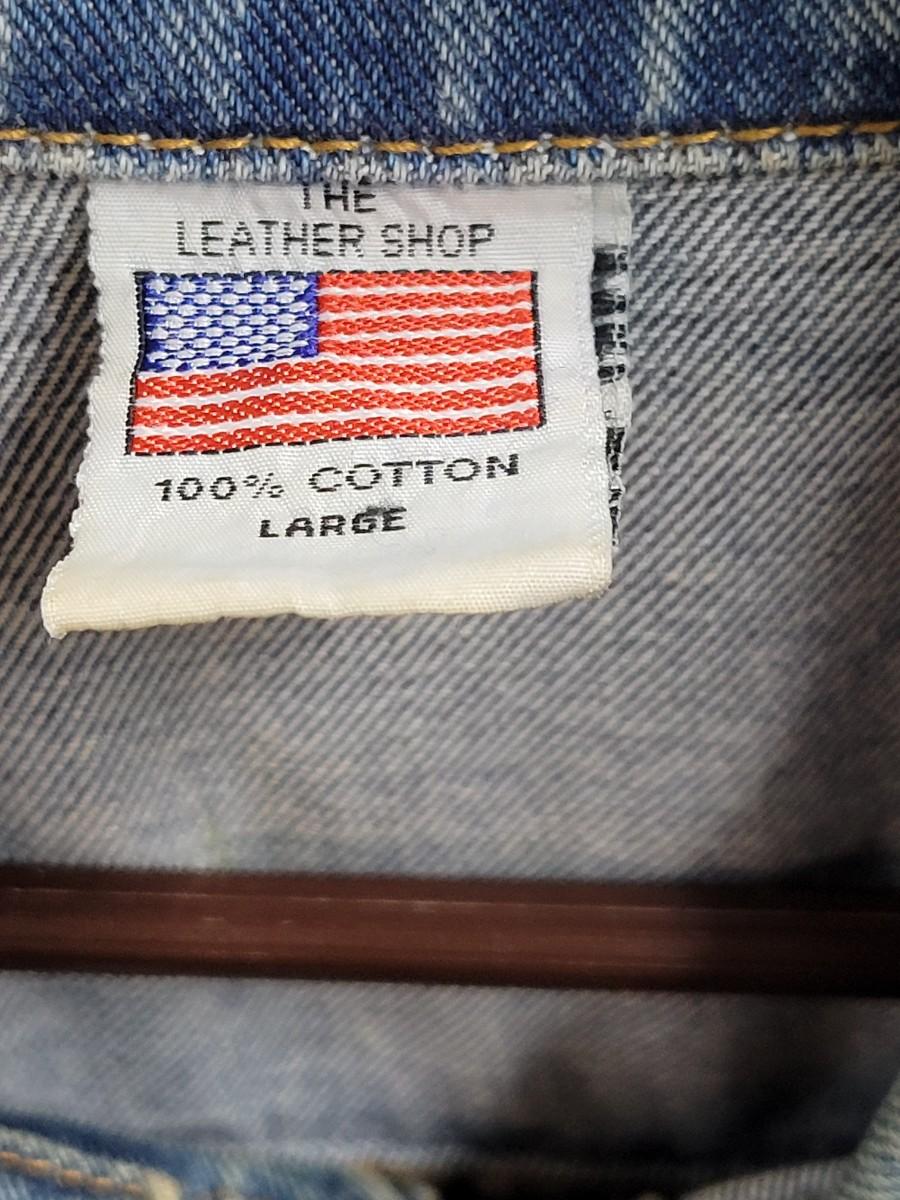 THE
LEATHER SHOP
100% COTTON
LARGE